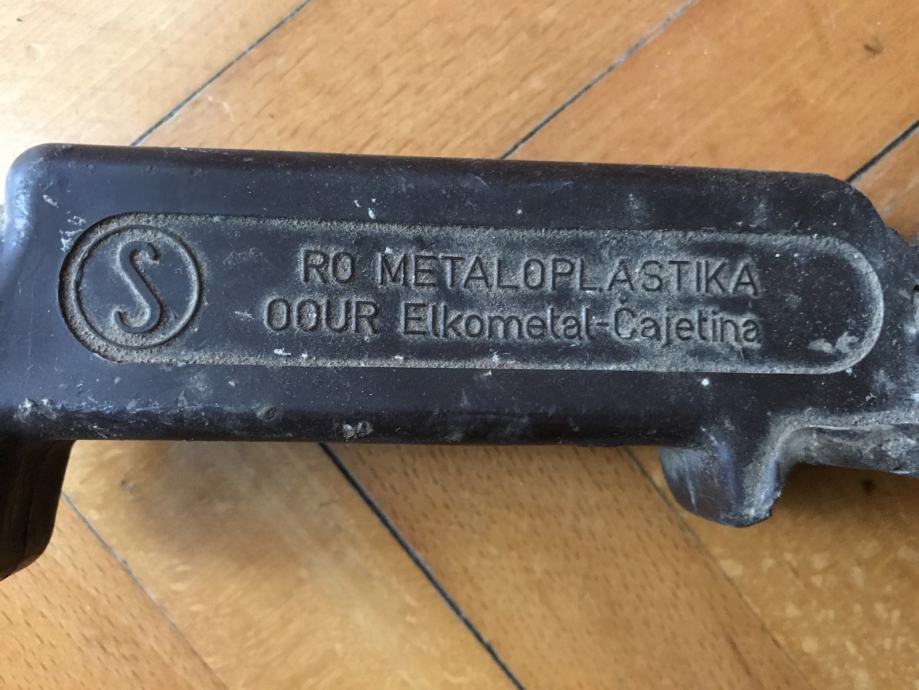 S
RO METALOPLASTIKA
OOUR Elkometal-Čajetina